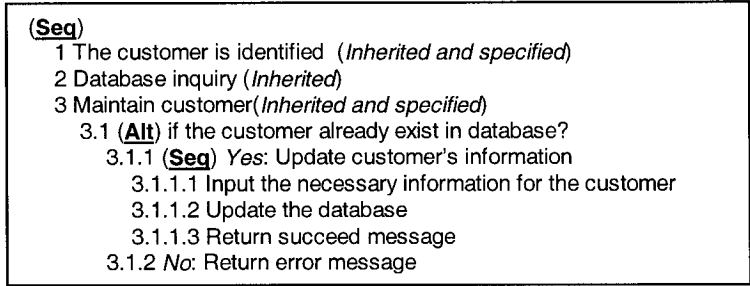 (Seq)
1 The customer is identified (Inherited and specified)
2 Database inquiry (Inherited)
3 Maintain customer(Inherited and specified)
3.1 (Alt) if the customer already exist in database?
3.1.1 (Seq) Yes: Update customer's information
3.1.1.1 Input the necessary information for the customer
3.1.1.2 Update the database
3.1.1.3 Return succeed message
3.1.2 No: Return error message